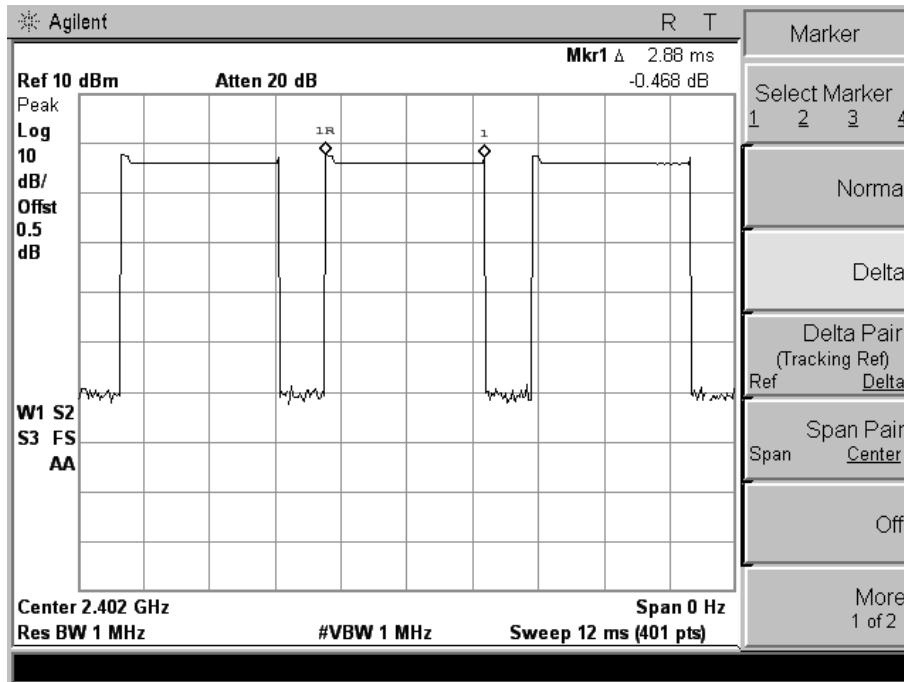 Agilent R T
Mkr1 Δ 2.88 ms
Ref 10 dBm Atten 20 dB -0.468 dB
Peak
Log
10
dB/
Offst
0.5
dB
1R
1
W1 S2
S3 FS
AA
Center 2.402 GHz Span 0 Hz
Res BW 1 MHz #VBW 1 MHz Sweep 12 ms (401 pts)
Marker
Select Marker
1 2 3 4
Norma
Delta
Delta Pair
(Tracking Ref)
Ref Delta
Span Pair
Span Center
Off
More
1 of 2